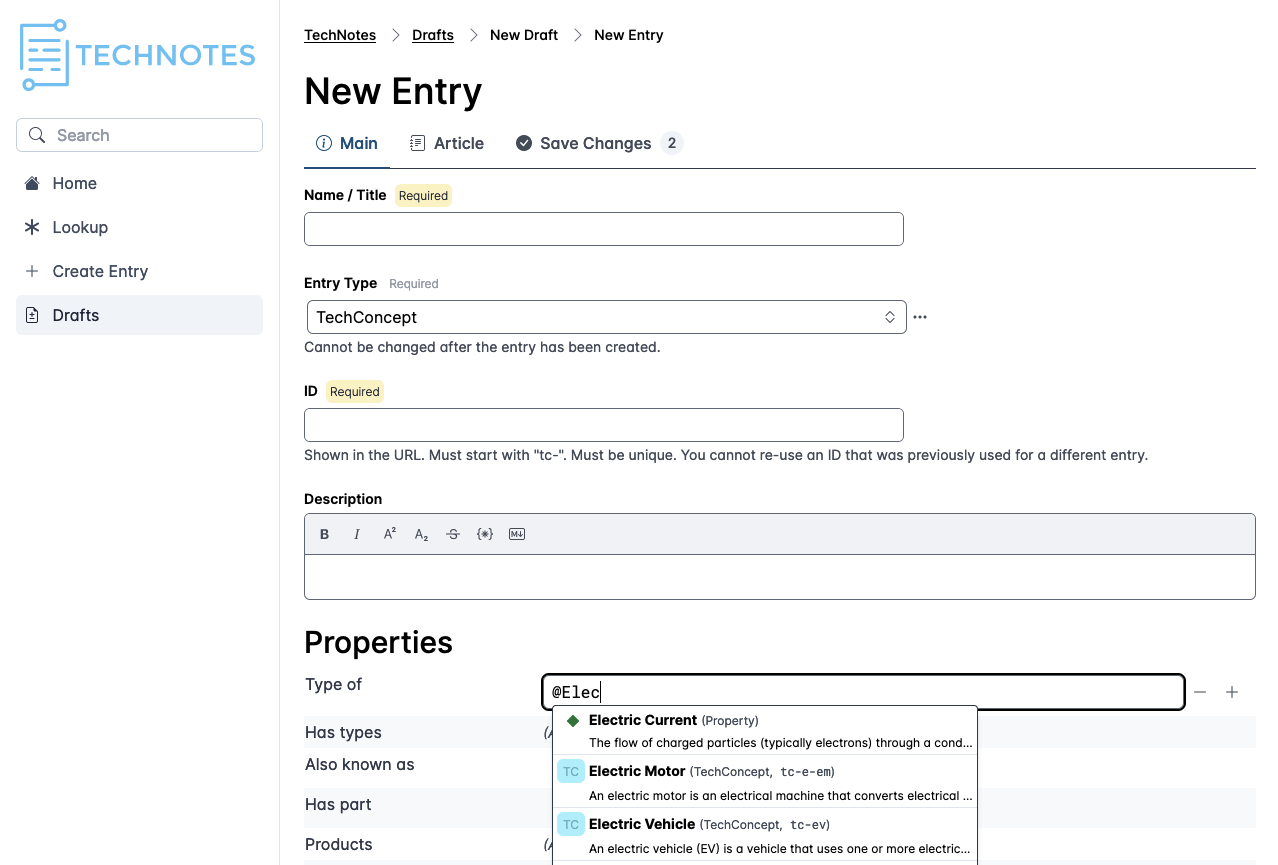 TECHNOTES
Search
Home
Lookup
Create Entry
Drafts
TechNotes Drafts New Draft New Entry
New Entry
Main Article Save Changes 2
Name / Title Required
Entry Type Required
TechConcept
Cannot be changed after the entry has been created.
ID Required
Shown in the URL. Must start with "tc-". Must be unique. You cannot re-use an ID that was previously used for a different entry.
Description
B I A² A₂ S {*} M↓
Properties
Type of @Elec
Electric Current (Property)
The flow of charged particles (typically electrons) through a cond...
TC Electric Motor (TechConcept, tc-e-em)
An electric motor is an electrical machine that converts electrical ...
TC Electric Vehicle (TechConcept, tc-ev)
An electric vehicle (EV) is a vehicle that uses one or more electric...
Has types
Also known as
Has part
Products